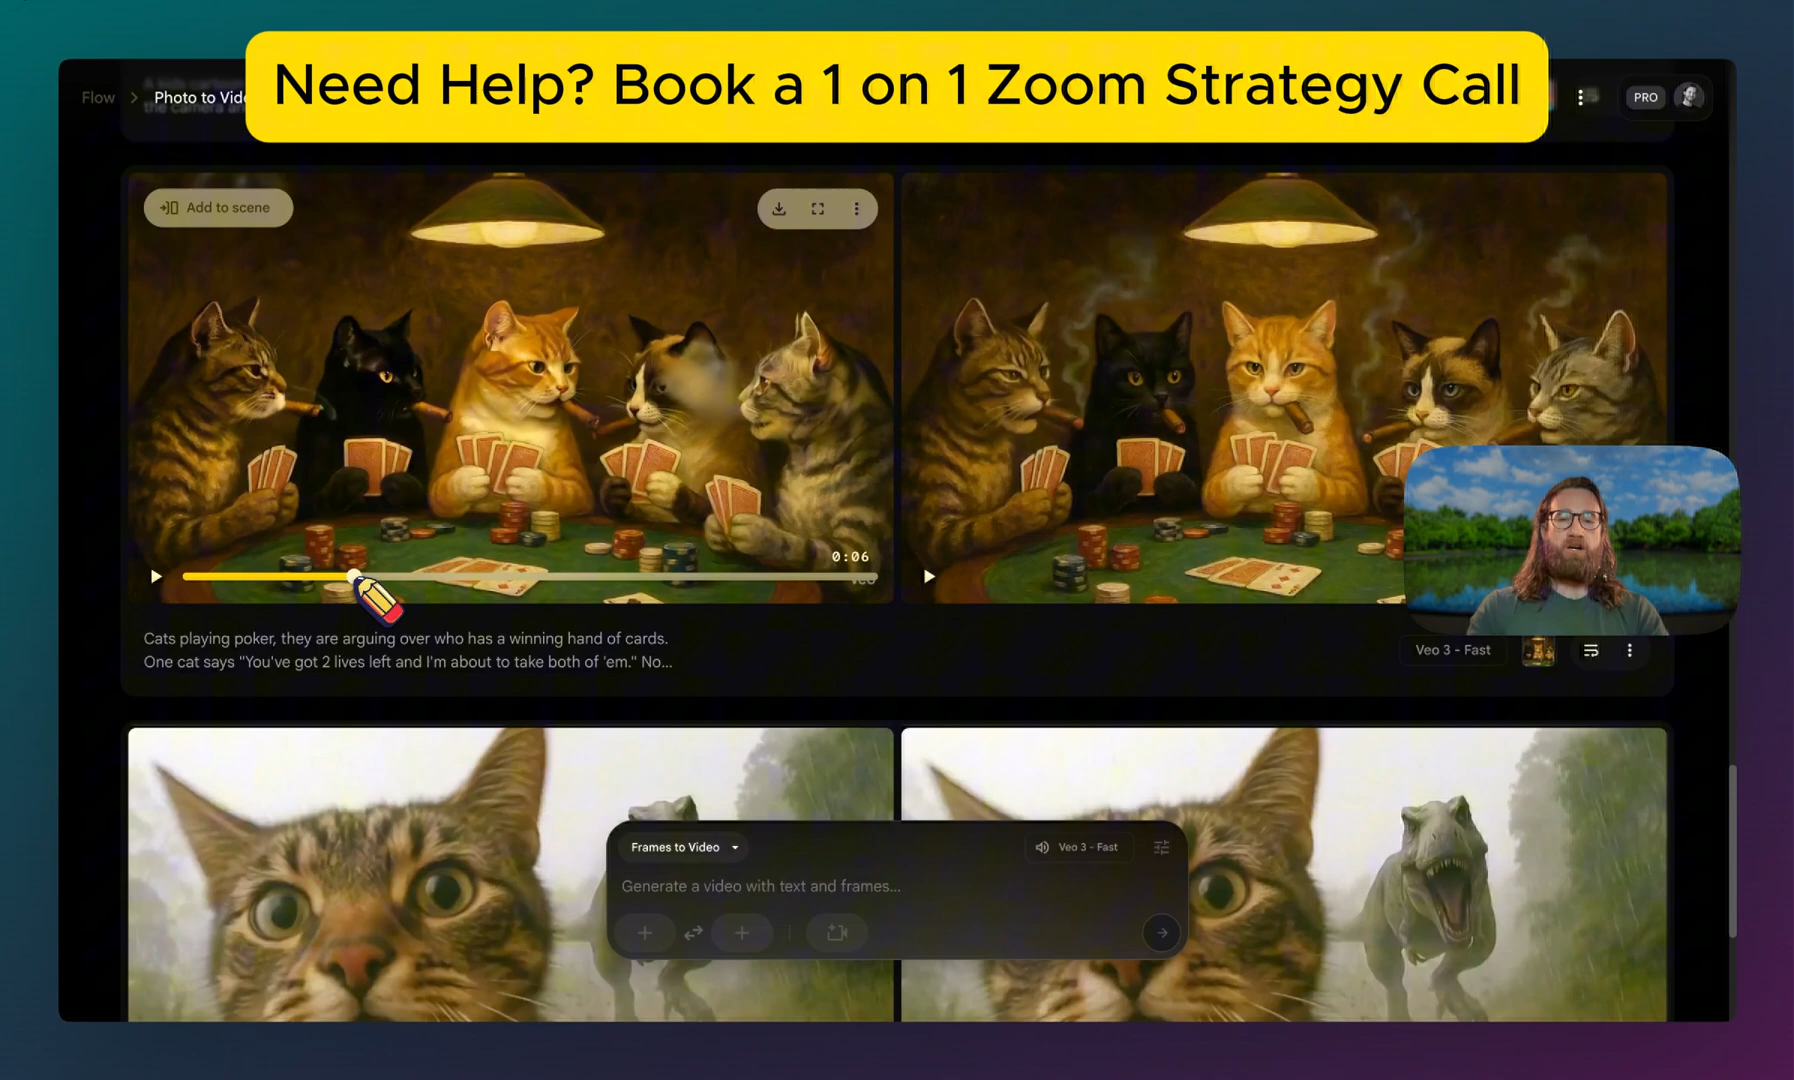 Need Help? Book a 1 on 1 Zoom Strategy Call
Flow > Photo to Vide
PRO
Add to scene
0:06
Veo
Cats playing poker, they are arguing over who has a winning hand of cards.
One cat says "You've got 2 lives left and I'm about to take both of 'em." No...
Veo 3 - Fast
Frames to Video
Veo 3 - Fast
Generate a video with text and frames...